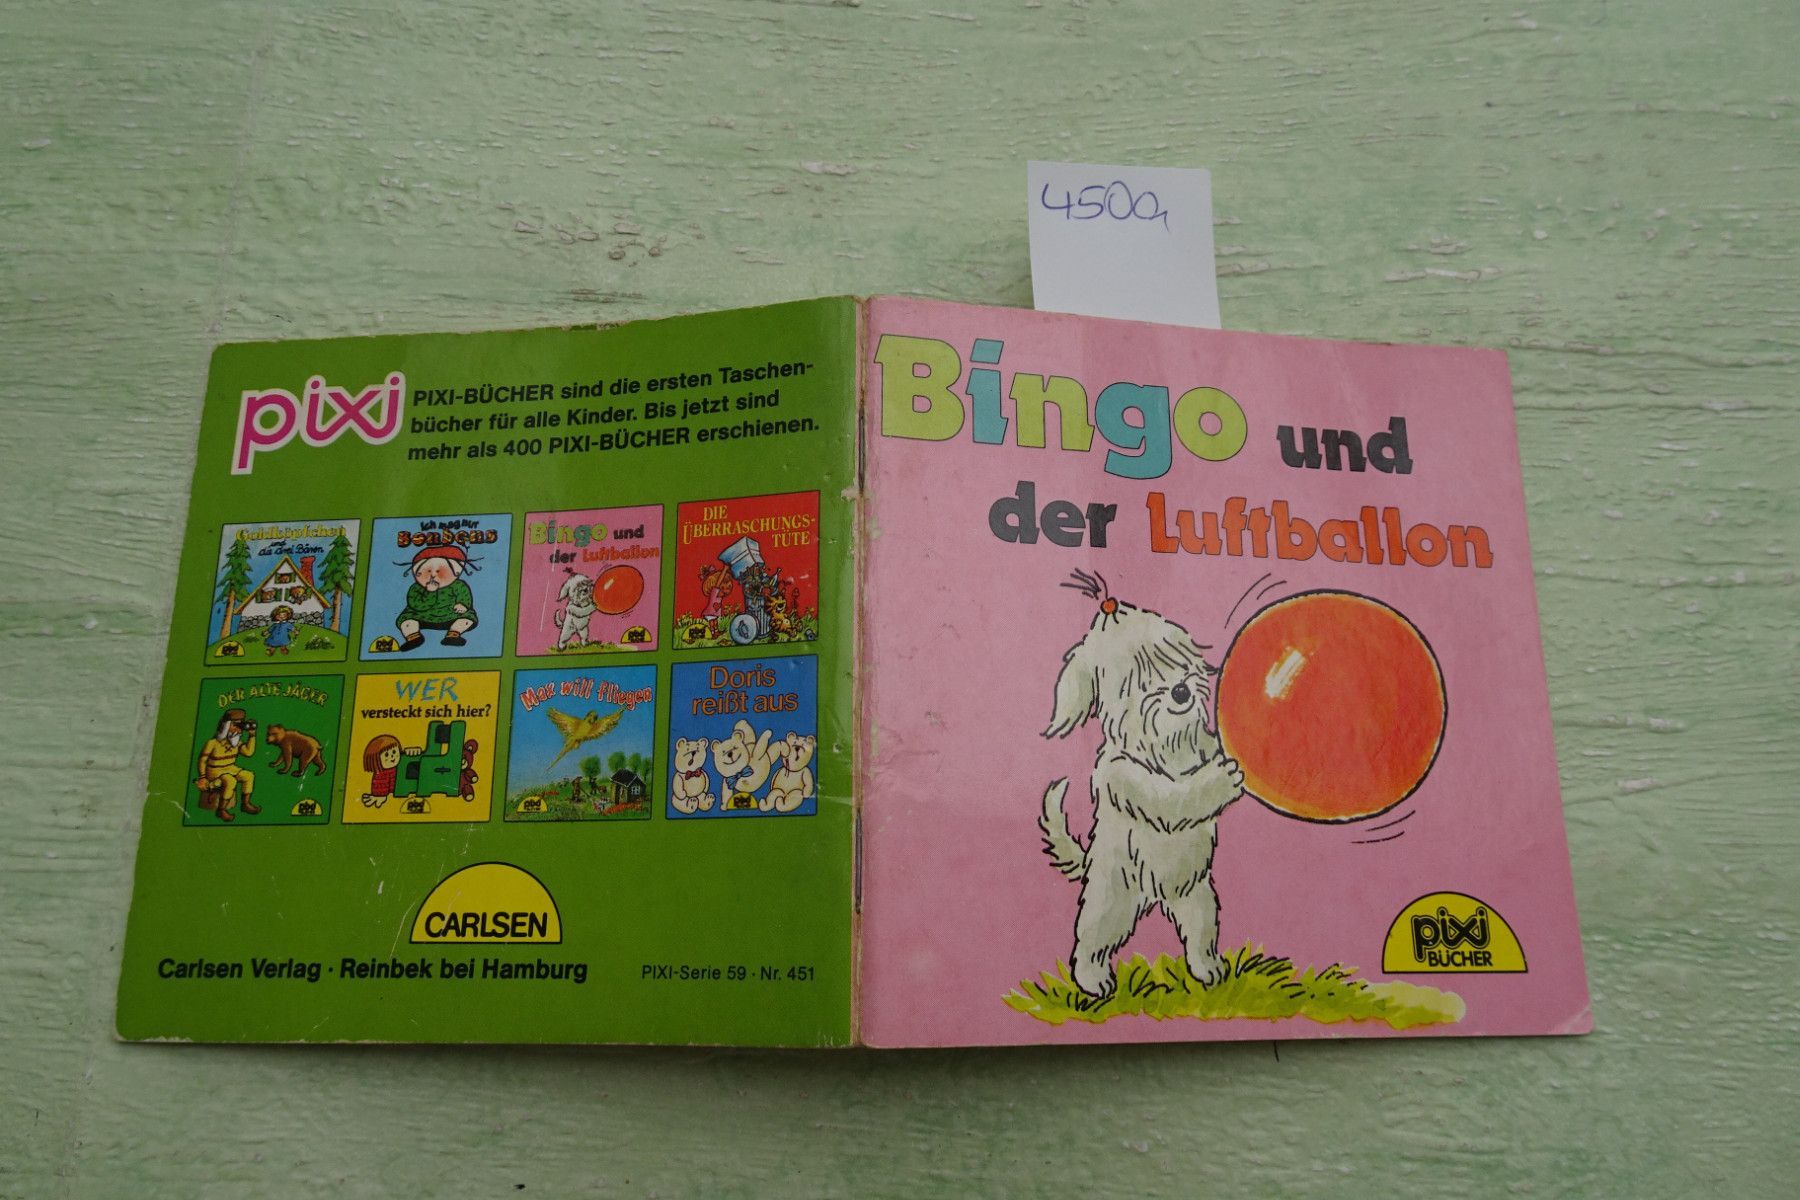 450a
pixi
PIXI-BÜCHER sind die ersten Taschen-
bücher für alle Kinder. Bis jetzt sind
mehr als 400 PIXI-BÜCHER erschienen.
Goldköpfchen
und
die drei Bären
Ich mag nur
Bonbons
Bingo und
der Luftballon
DIE
ÜBERRASCHUNGS-
TÜTE
DER ALTE JÄGER
WER
versteckt sich hier?
Max will fliegen
Doris
reißt aus
CARLSEN
Carlsen Verlag · Reinbek bei Hamburg
PIXI-Serie 59 · Nr. 451
Bingo und
der Luftballon
pixi
BÜCHER